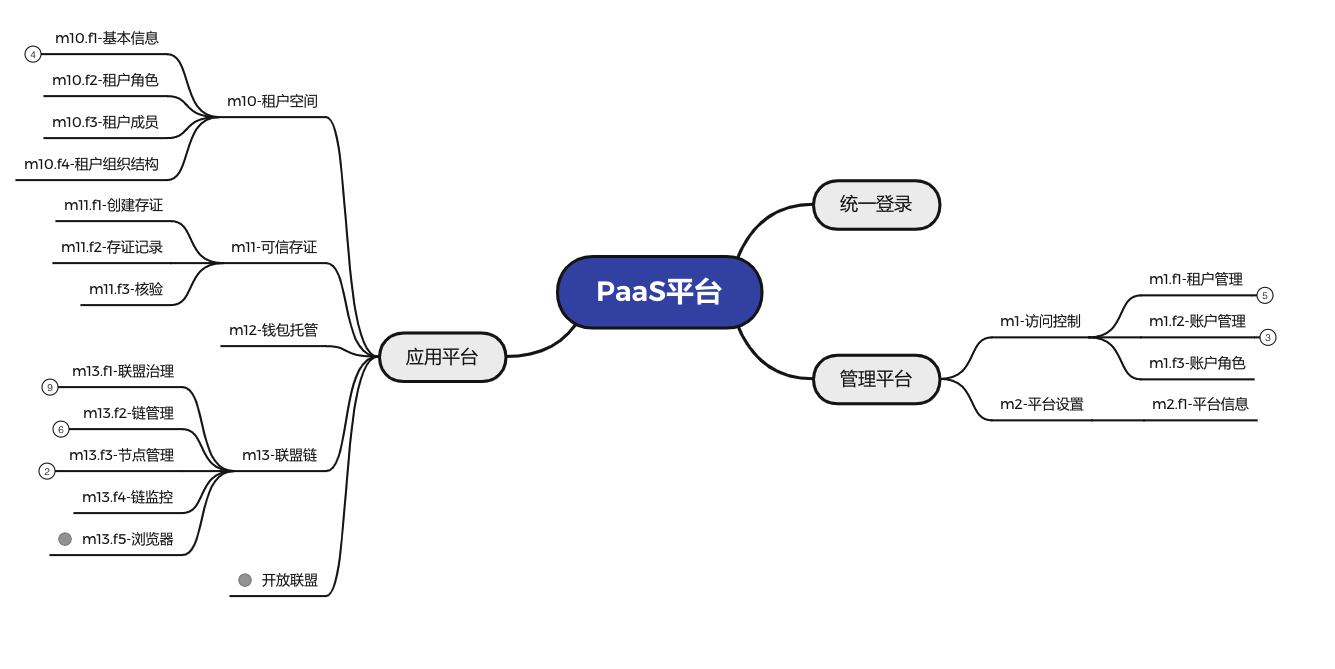 PaaS平台
统一登录
管理平台
m1-访问控制
m1.f1-租户管理
5
m1.f2-账户管理
3
m1.f3-账户角色
m2-平台设置
m2.f1-平台信息
应用平台
m10-租户空间
m10.f1-基本信息
4
m10.f2-租户角色
m10.f3-租户成员
m10.f4-租户组织结构
m11-可信存证
m11.f1-创建存证
m11.f2-存证记录
m11.f3-核验
m12-钱包托管
m13-联盟链
m13.f1-联盟治理
9
m13.f2-链管理
6
m13.f3-节点管理
2
m13.f4-链监控
m13.f5-浏览器
开放联盟